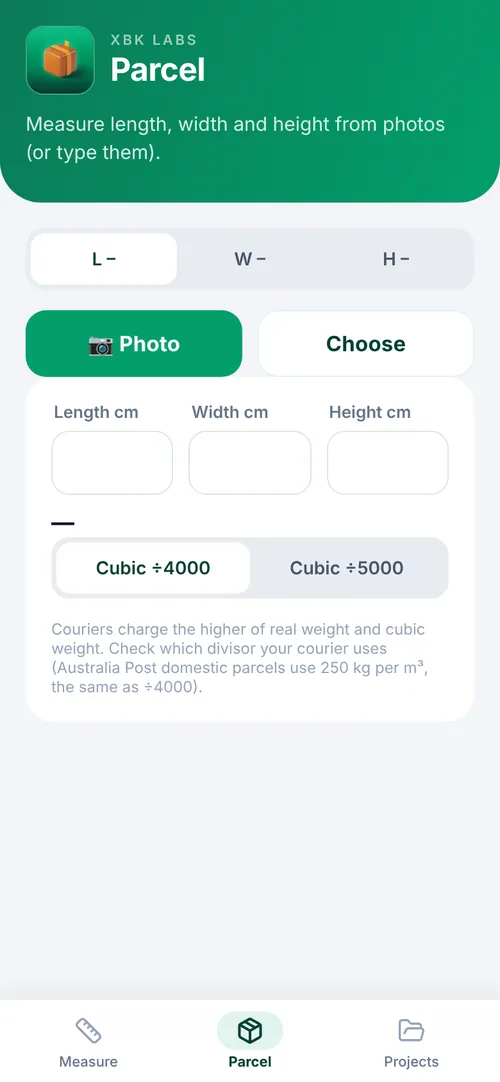 XBK LABS
Parcel
Measure length, width and height from photos
(or type them).
L – W – H –
📷 Photo Choose
Length cm Width cm Height cm
—
Cubic ÷4000 Cubic ÷5000
Couriers charge the higher of real weight and cubic
weight. Check which divisor your courier uses
(Australia Post domestic parcels use 250 kg per m³,
the same as ÷4000).
Measure Parcel Projects